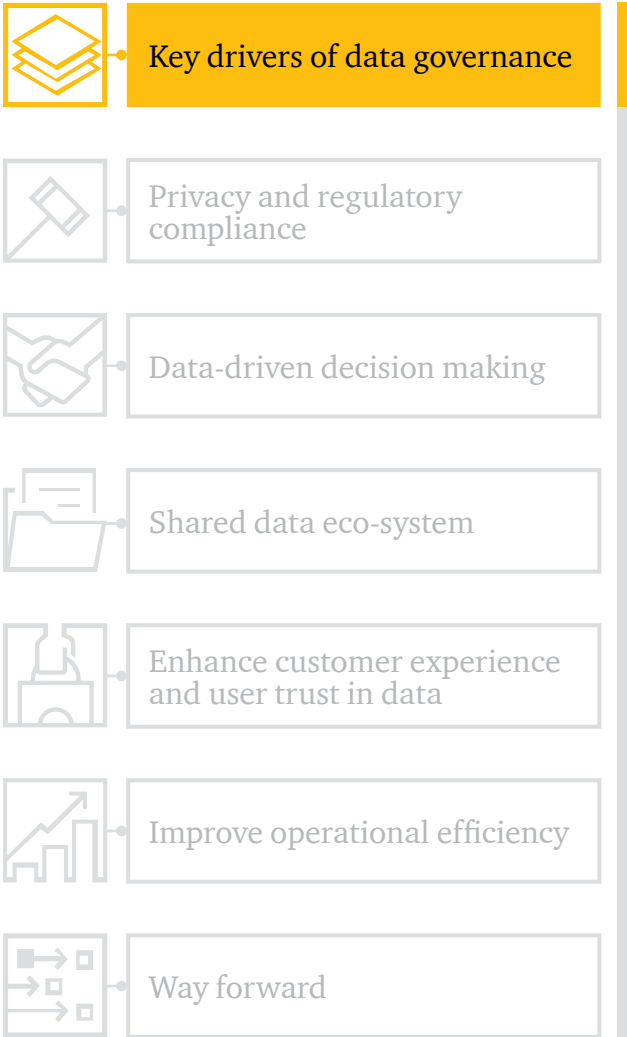 Key drivers of data governance
Privacy and regulatory
compliance
Data-driven decision making
Shared data eco-system
Enhance customer experience
and user trust in data
Improve operational efficiency
Way forward